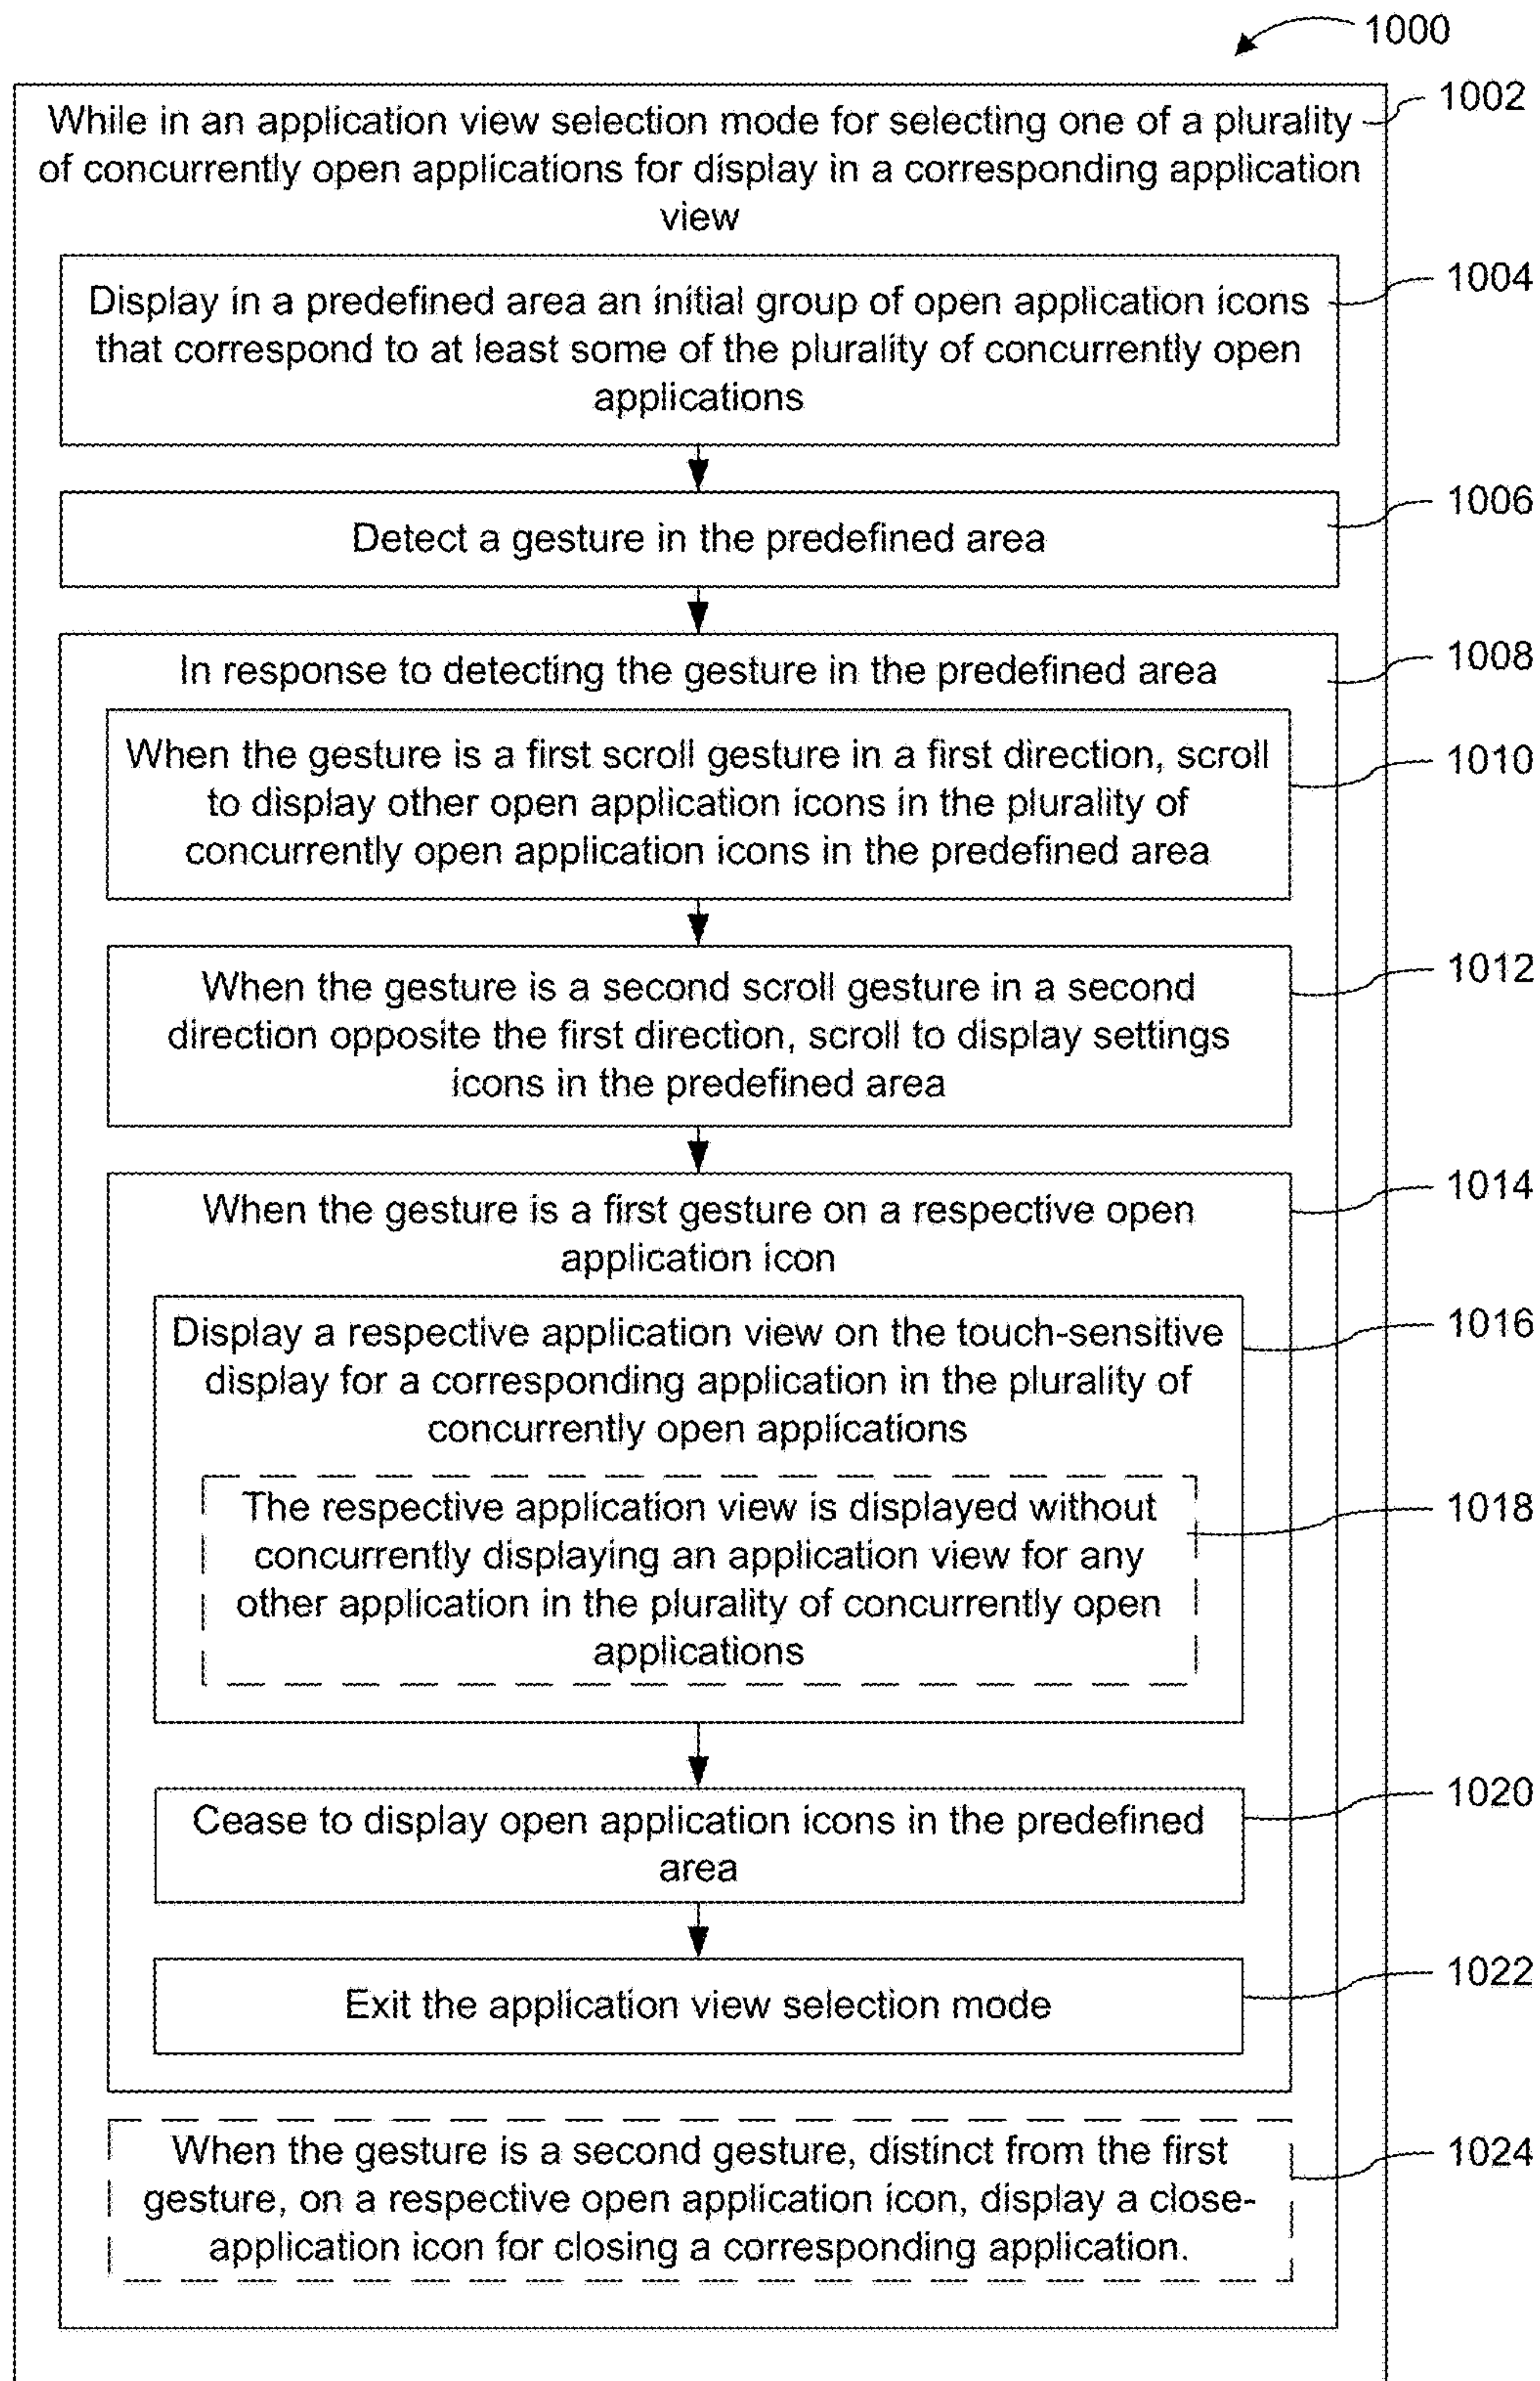 1000
1002
While in an application view selection mode for selecting one of a plurality
of concurrently open applications for display in a corresponding application
view
1004
Display in a predefined area an initial group of open application icons
that correspond to at least some of the plurality of concurrently open
applications
1006
Detect a gesture in the predefined area
1008
In response to detecting the gesture in the predefined area
1010
When the gesture is a first scroll gesture in a first direction, scroll
to display other open application icons in the plurality of
concurrently open application icons in the predefined area
1012
When the gesture is a second scroll gesture in a second
direction opposite the first direction, scroll to display settings
icons in the predefined area
1014
When the gesture is a first gesture on a respective open
application icon
1016
Display a respective application view on the touch-sensitive
display for a corresponding application in the plurality of
concurrently open applications
1018
The respective application view is displayed without
concurrently displaying an application view for any
other application in the plurality of concurrently open
applications
1020
Cease to display open application icons in the predefined
area
1022
Exit the application view selection mode
1024
When the gesture is a second gesture, distinct from the first
gesture, on a respective open application icon, display a close-
application icon for closing a corresponding application.